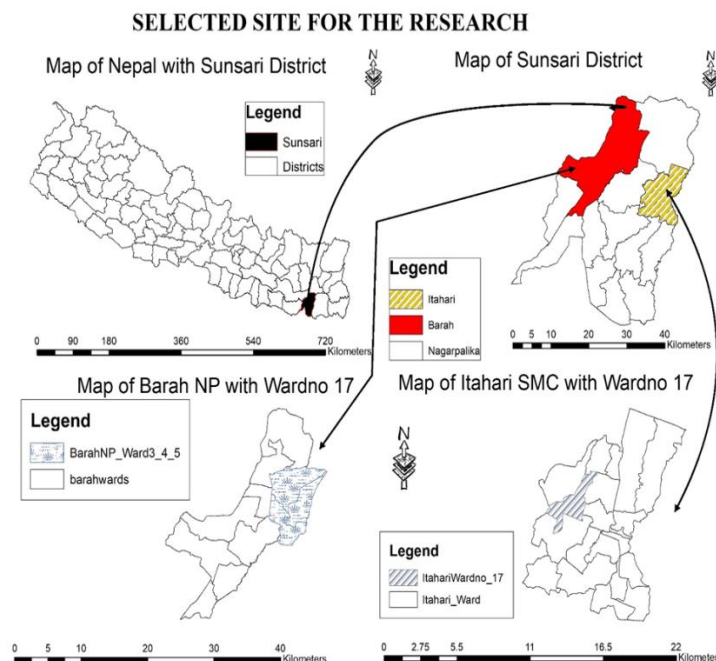 SELECTED SITE FOR THE RESEARCH
Map of Nepal with Sunsari District
N
Legend
Sunsari
Districts
0 90 180 360 540 720
Kilometers
Map of Sunsari District
N
Legend
Itahari
Barah
Nagarpalika
0 5 10 20 30 40
Kilometers
Map of Barah NP with Wardno 17
Legend
BarahNP_Ward3_4_5
barahwards
N
0 5 10 20 30 40
Kilometers
Map of Itahari SMC with Wardno 17
Legend
ItahariWardno_17
Itahari_Ward
0 2.75 5.5 11 16.5 22
Kilometers